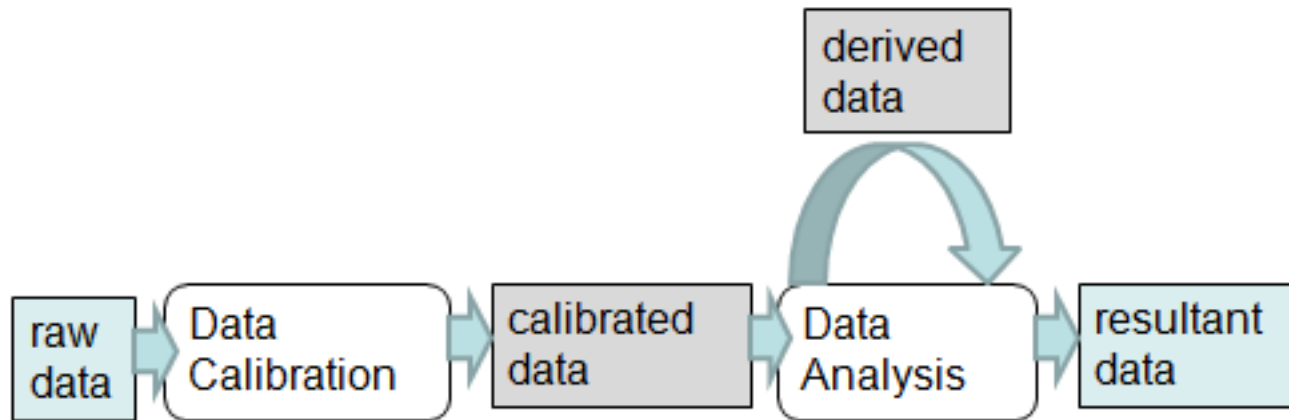 derived
data
raw
data
Data
Calibration
calibrated
data
Data
Analysis
resultant
data